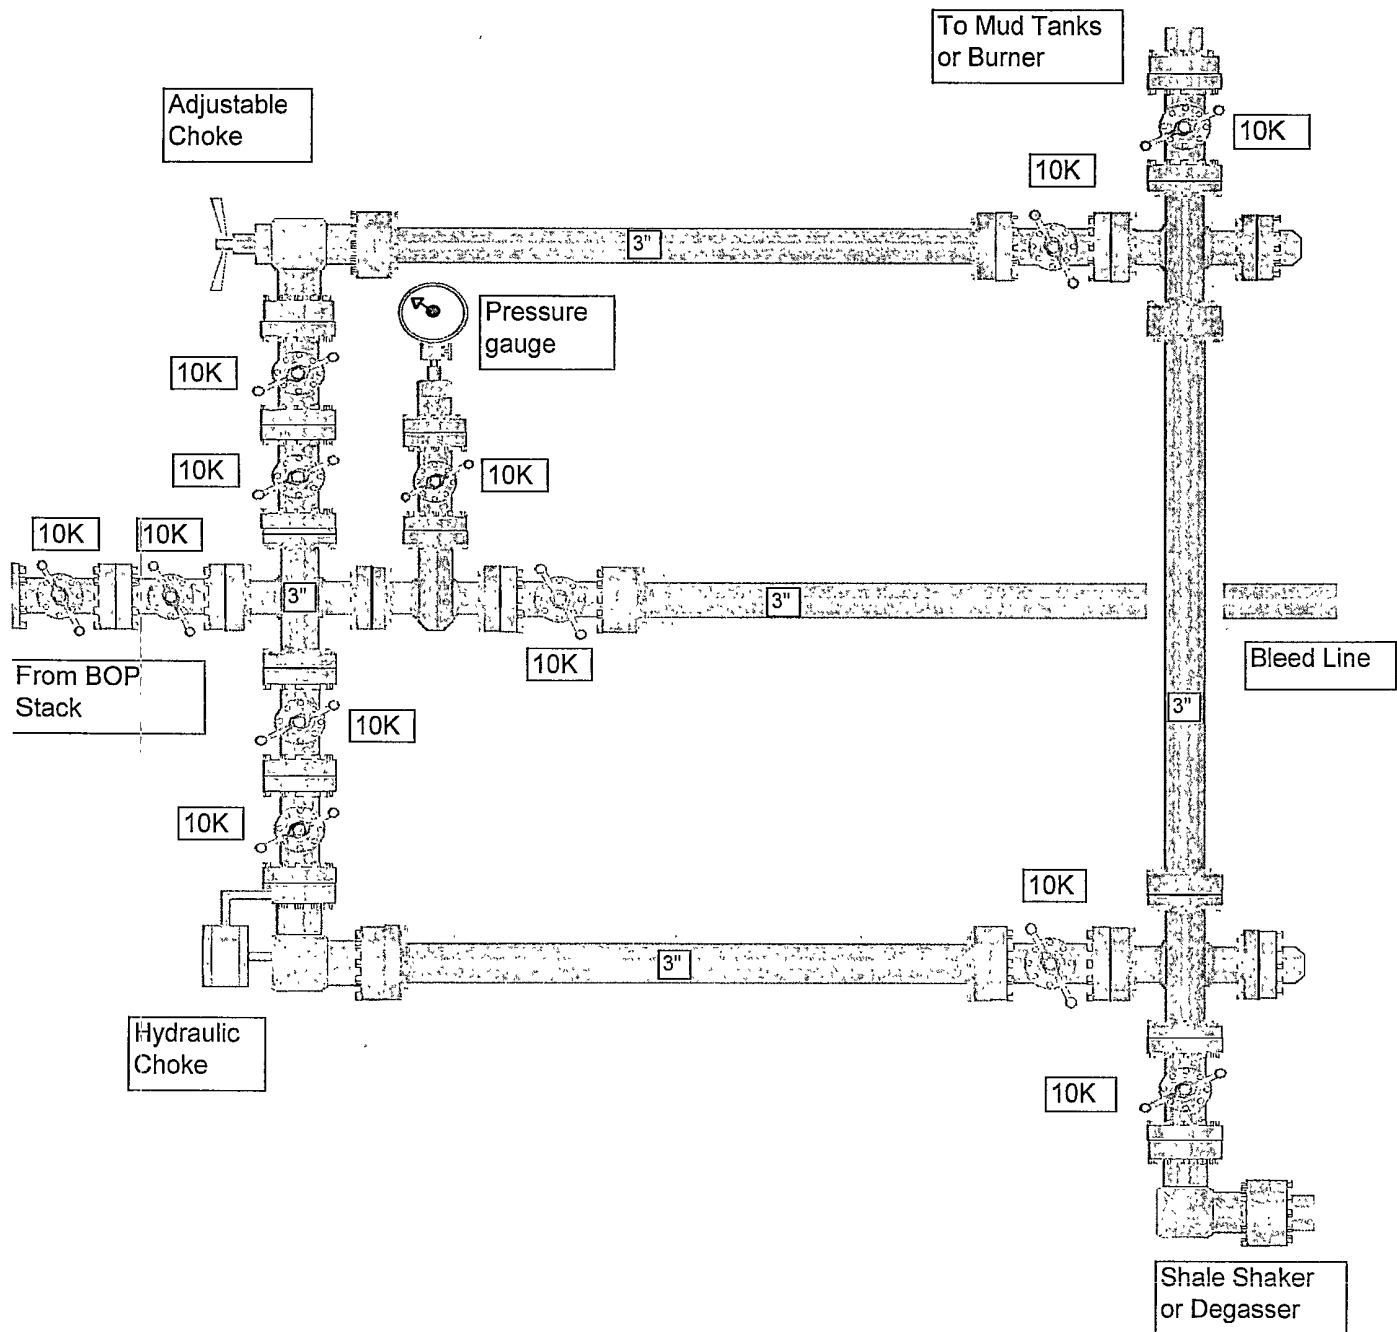 To Mud Tanks
or Burner
Adjustable
Choke
10K
10K
3"
Pressure
gauge
10K
10K
10K
10K
10K
3"
3"
10K
From BOP
Stack
Bleed Line
3"
10K
10K
10K
3"
Hydraulic
Choke
10K
Shale Shaker
or Degasser